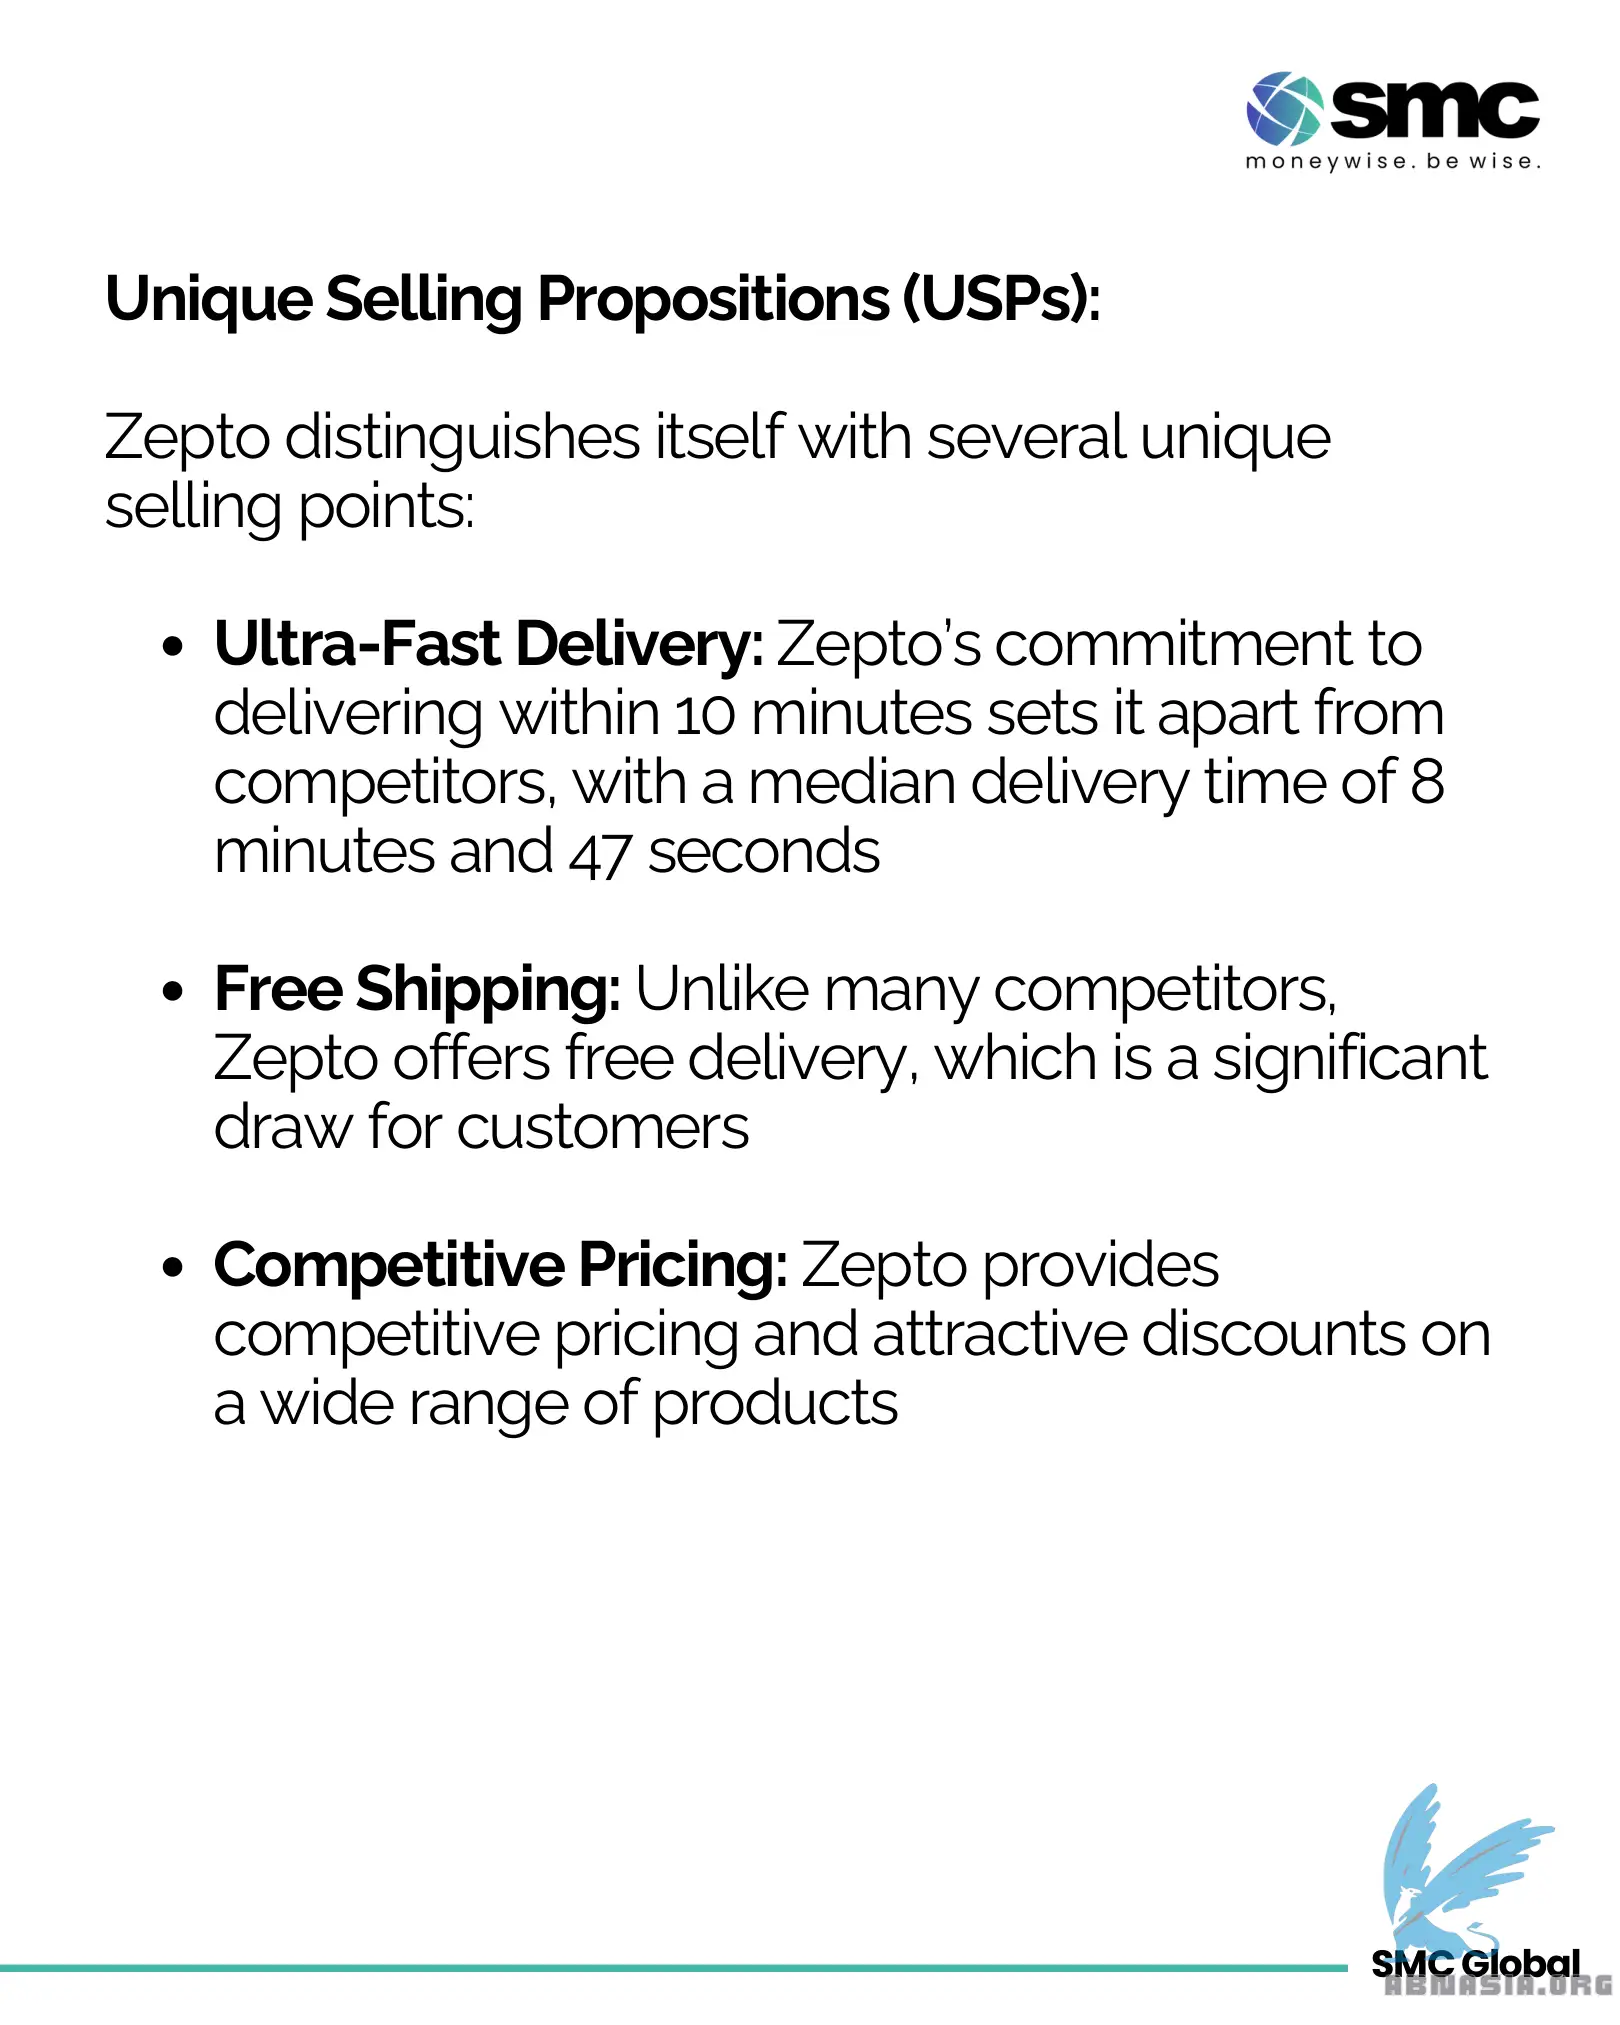 smc
moneywise. be wise.
Unique Selling Propositions (USPs):
Zepto distinguishes itself with several unique
selling points:
• Ultra-Fast Delivery: Zepto’s commitment to
delivering within 10 minutes sets it apart from
competitors, with a median delivery time of 8
minutes and 47 seconds
• Free Shipping: Unlike many competitors,
Zepto offers free delivery, which is a significant
draw for customers
• Competitive Pricing: Zepto provides
competitive pricing and attractive discounts on
a wide range of products
SMC Global
ABNASIA.ORG